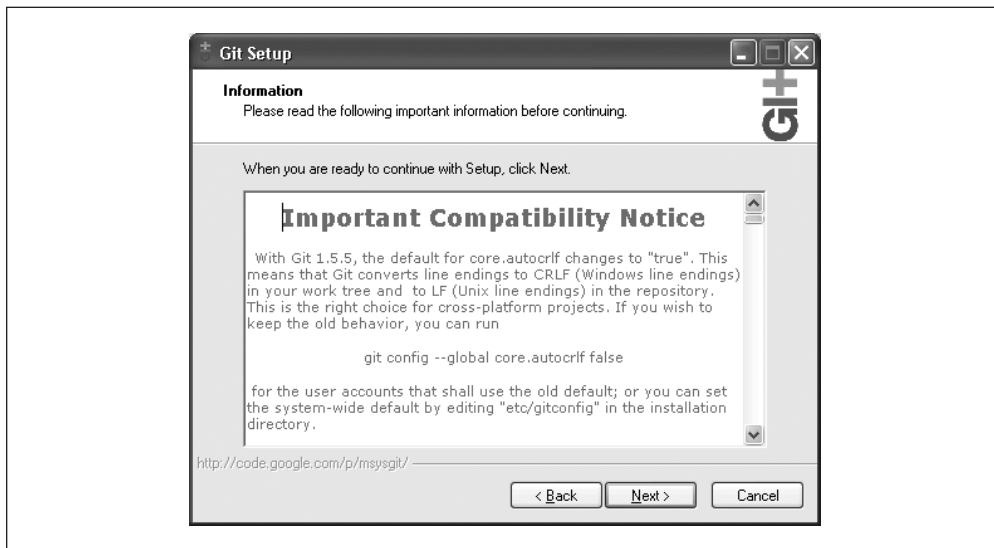 Git Setup
Information
Please read the following important information before continuing.
GIT
When you are ready to continue with Setup, click Next.
Important Compatibility Notice
With Git 1.5.5, the default for core.autocrlf changes to "true". This
means that Git converts line endings to CRLF (Windows line endings)
in your work tree and to LF (Unix line endings) in the repository.
This is the right choice for cross-platform projects. If you wish to
keep the old behavior, you can run
git config --global core.autocrlf false
for the user accounts that shall use the old default; or you can set
the system-wide default by editing "etc/gitconfig" in the installation
directory.
http://code.google.com/p/msysgit/
< Back Next > Cancel